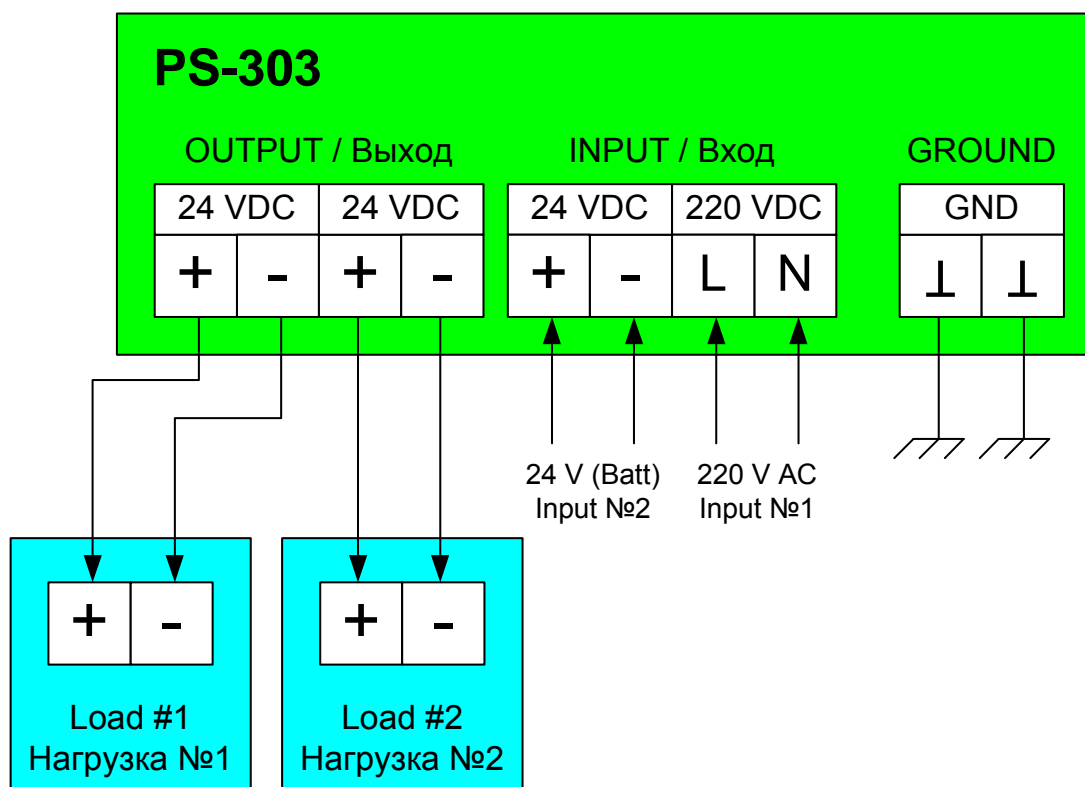 PS-303
OUTPUT / Выход INPUT / Вход GROUND
24 VDC 24 VDC 24 VDC 220 VDC GND
+ - + - + - L N ⊥ ⊥
24 V (Batt) 220 V AC
Input №2 Input №1
+ - + -
Load #1 Load #2
Нагрузка №1 Нагрузка №2